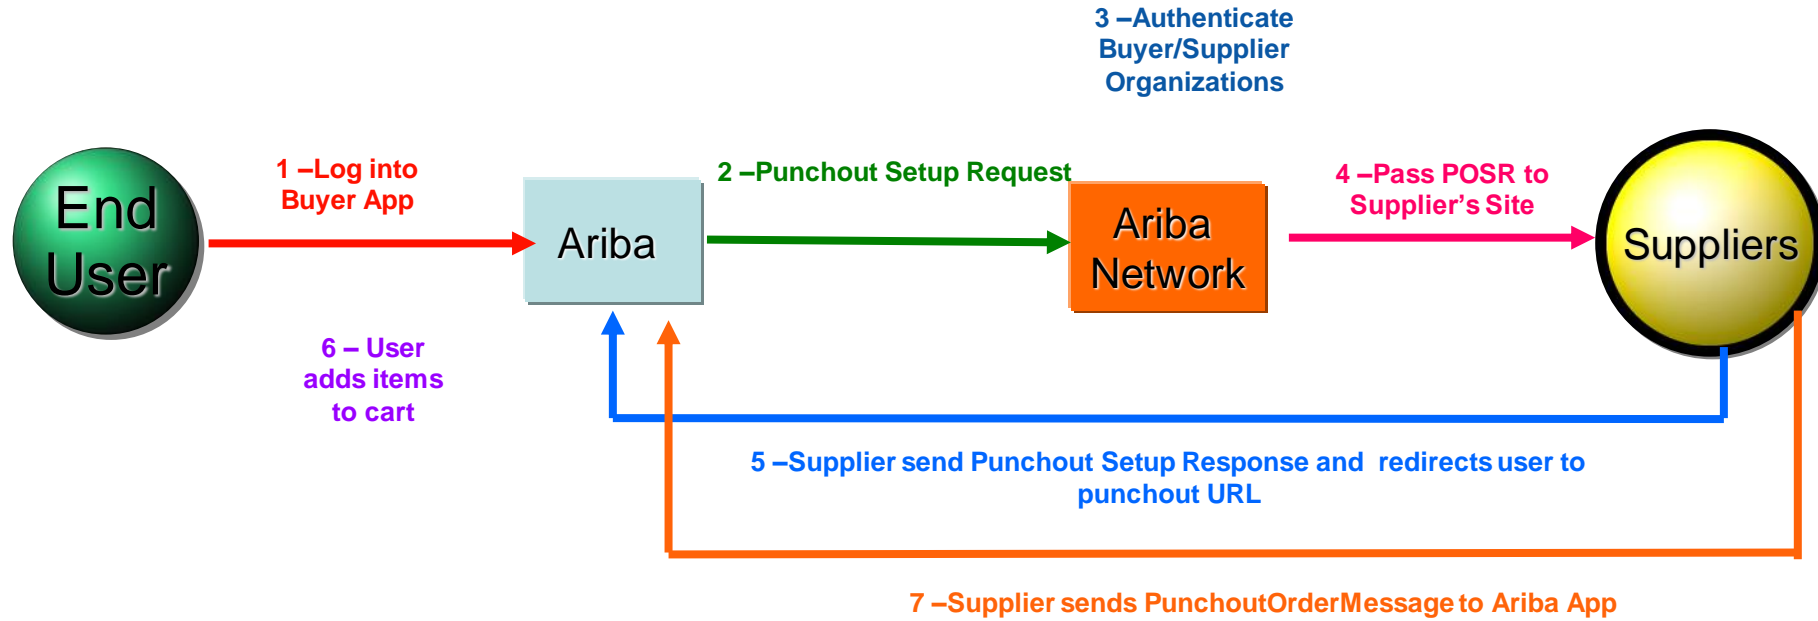 3 –Authenticate
Buyer/Supplier
Organizations
1 –Log into
Buyer App
2 –Punchout Setup Request
4 –Pass POSR to
Supplier’s Site
End
User
Ariba
Ariba
Network
Suppliers
6 – User
adds items
to cart
5 –Supplier send Punchout Setup Response and redirects user to
punchout URL
7 –Supplier sends PunchoutOrderMessage to Ariba App